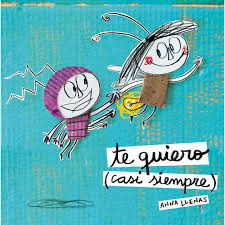 te quiero
(casi siempre)
ANNA LLENAS